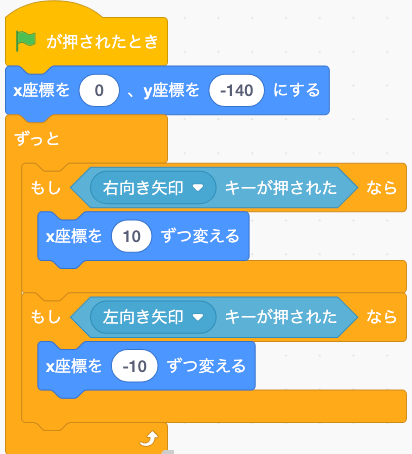 が押されたとき
x座標を 0 、y座標を -140 にする
ずっと
もし 右向き矢印 キーが押された なら
x座標を 10 ずつ変える
もし 左向き矢印 キーが押された なら
x座標を -10 ずつ変える